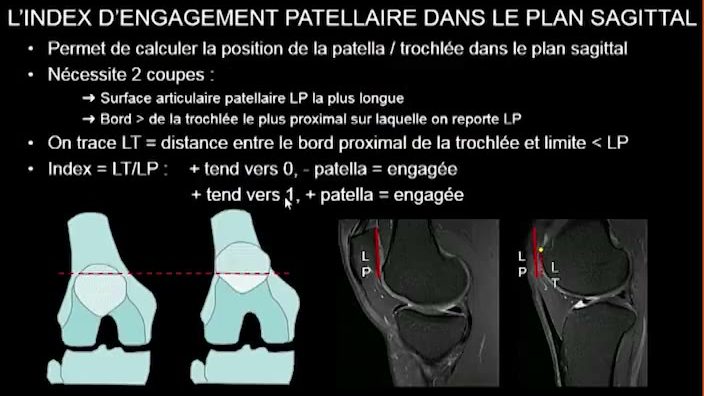 L'INDEX D'ENGAGEMENT PATELLAIRE DANS LE PLAN SAGITTAL
• Permet de calculer la position de la patella / trochlée dans le plan sagittal
• Nécessite 2 coupes :
→ Surface articulaire patellaire LP la plus longue
→ Bord > de la trochlée le plus proximal sur laquelle on reporte LP
• On trace LT = distance entre le bord proximal de la trochlée et limite < LP
• Index = LT/LP : + tend vers 0, - patella = engagée
+ tend vers 1, + patella = engagée
L
P
L
P
L
T